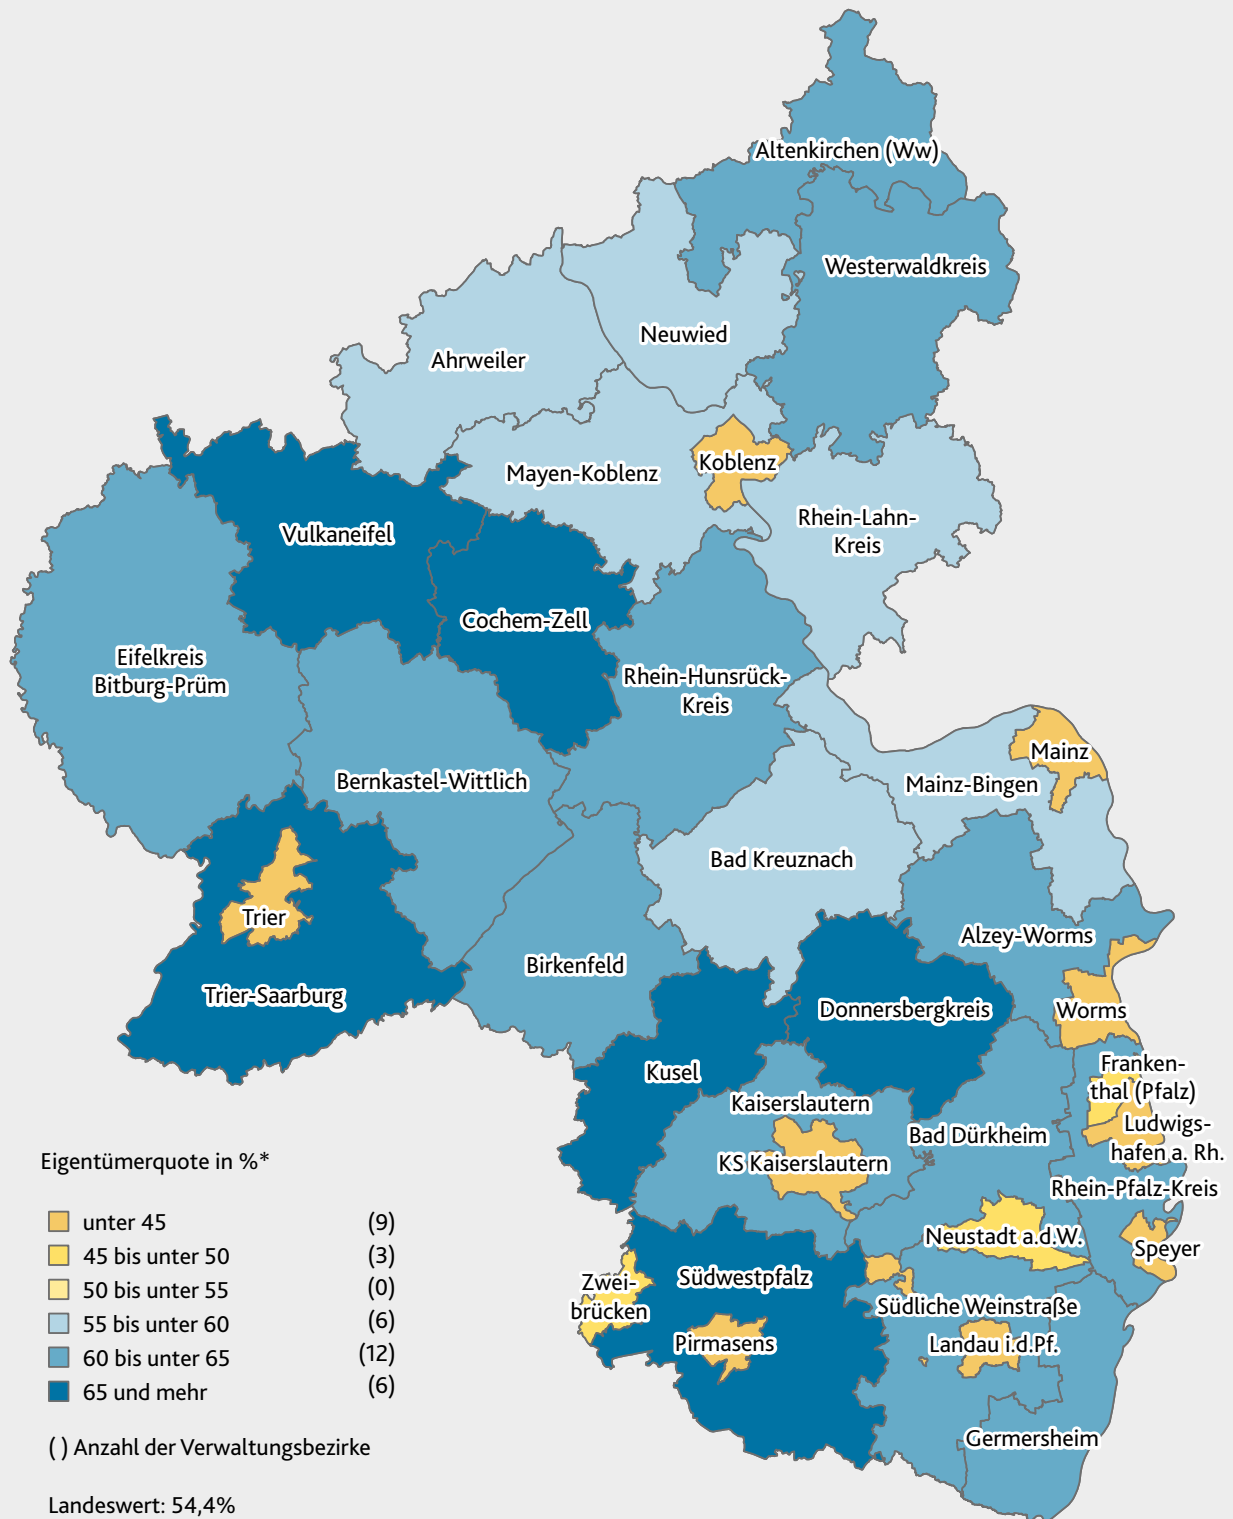 Altenkirchen (Ww)
Westerwaldkreis
Neuwied
Ahrweiler
Koblenz
Mayen-Koblenz
Rhein-Lahn-
Kreis
Vulkaneifel
Cochem-Zell
Eifelkreis
Bitburg-Prüm
Rhein-Hunsrück-
Kreis
Mainz
Bernkastel-Wittlich
Mainz-Bingen
Bad Kreuznach
Trier
Alzey-Worms
Birkenfeld
Trier-Saarburg
Donnersbergkreis
Worms
Kusel
Franken-
thal (Pfalz)
Kaiserslautern
Ludwigs-
hafen a. Rh.
Bad Dürkheim
KS Kaiserslautern
Rhein-Pfalz-Kreis
Neustadt a.d.W.
Speyer
Zwei-
brücken
Südwestpfalz
Südliche Weinstraße
Pirmasens
Landau i.d.Pf.
Germersheim
Eigentümerquote in %*
unter 45 (9)
45 bis unter 50 (3)
50 bis unter 55 (0)
55 bis unter 60 (6)
60 bis unter 65 (12)
65 und mehr (6)
( ) Anzahl der Verwaltungsbezirke
Landeswert: 54,4%